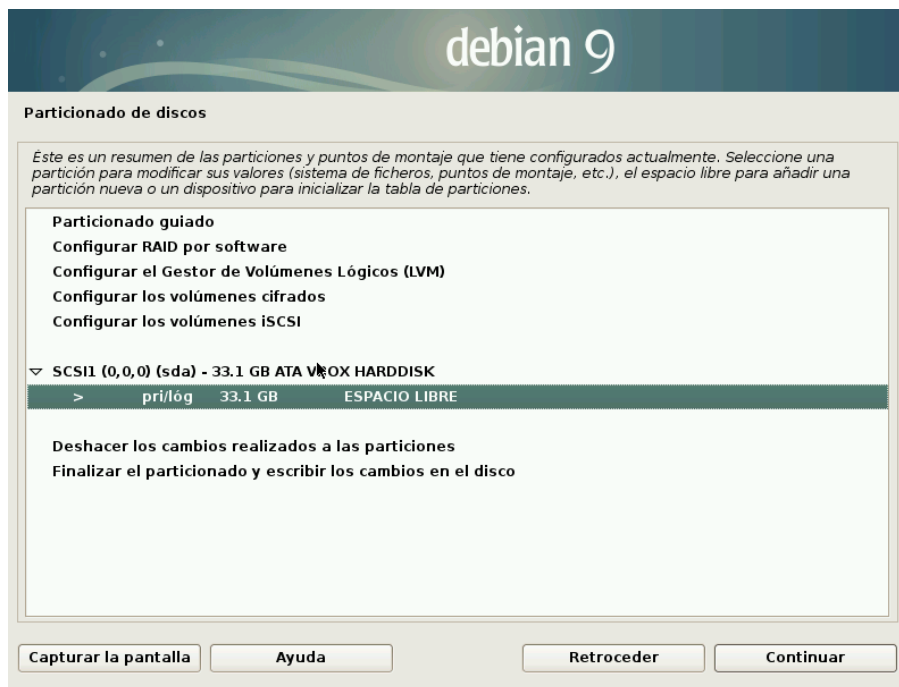 debian 9
Particionado de discos
Éste es un resumen de las particiones y puntos de montaje que tiene configurados actualmente. Seleccione una
partición para modificar sus valores (sistema de ficheros, puntos de montaje, etc.), el espacio libre para añadir una
partición nueva o un dispositivo para inicializar la tabla de particiones.
Particionado guiado
Configurar RAID por software
Configurar el Gestor de Volúmenes Lógicos (LVM)
Configurar los volúmenes cifrados
Configurar los volúmenes iSCSI
SCSI1 (0,0,0) (sda) - 33.1 GB ATA VBOX HARDDISK
> pri/lóg 33.1 GB ESPACIO LIBRE
Deshacer los cambios realizados a las particiones
Finalizar el particionado y escribir los cambios en el disco
Capturar la pantalla Ayuda Retroceder Continuar